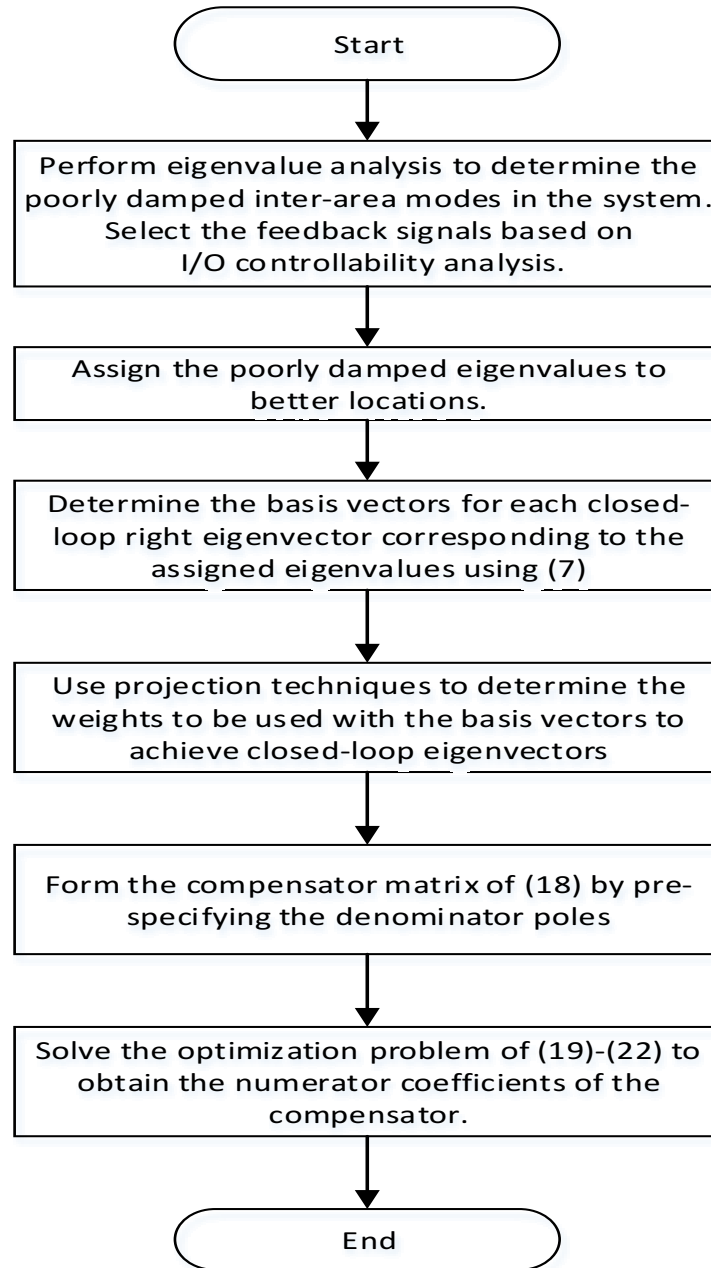 Start
Perform eigenvalue analysis to determine the
poorly damped inter-area modes in the system.
Select the feedback signals based on
I/O controllability analysis.
Assign the poorly damped eigenvalues to
better locations.
Determine the basis vectors for each closed-
loop right eigenvector corresponding to the
assigned eigenvalues using (7)
Use projection techniques to determine the
weights to be used with the basis vectors to
achieve closed-loop eigenvectors
Form the compensator matrix of (18) by pre-
specifying the denominator poles
Solve the optimization problem of (19)-(22) to
obtain the numerator coefficients of the
compensator.
End